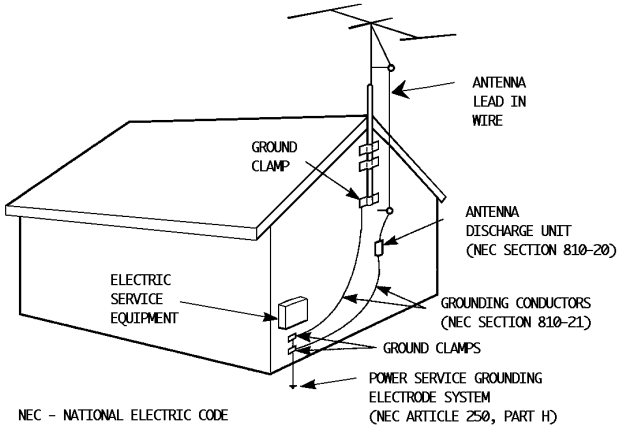 ANTENNA
LEAD IN
WIRE
GROUND
CLAMP
ANTENNA
DISCHARGE UNIT
(NEC SECTION 810-20)
ELECTRIC
SERVICE
EQUIPMENT
GROUNDING CONDUCTORS
(NEC SECTION 810-21)
GROUND CLAMPS
POWER SERVICE GROUNDING
ELECTRODE SYSTEM
(NEC ARTICLE 250, PART H)
NEC - NATIONAL ELECTRIC CODE